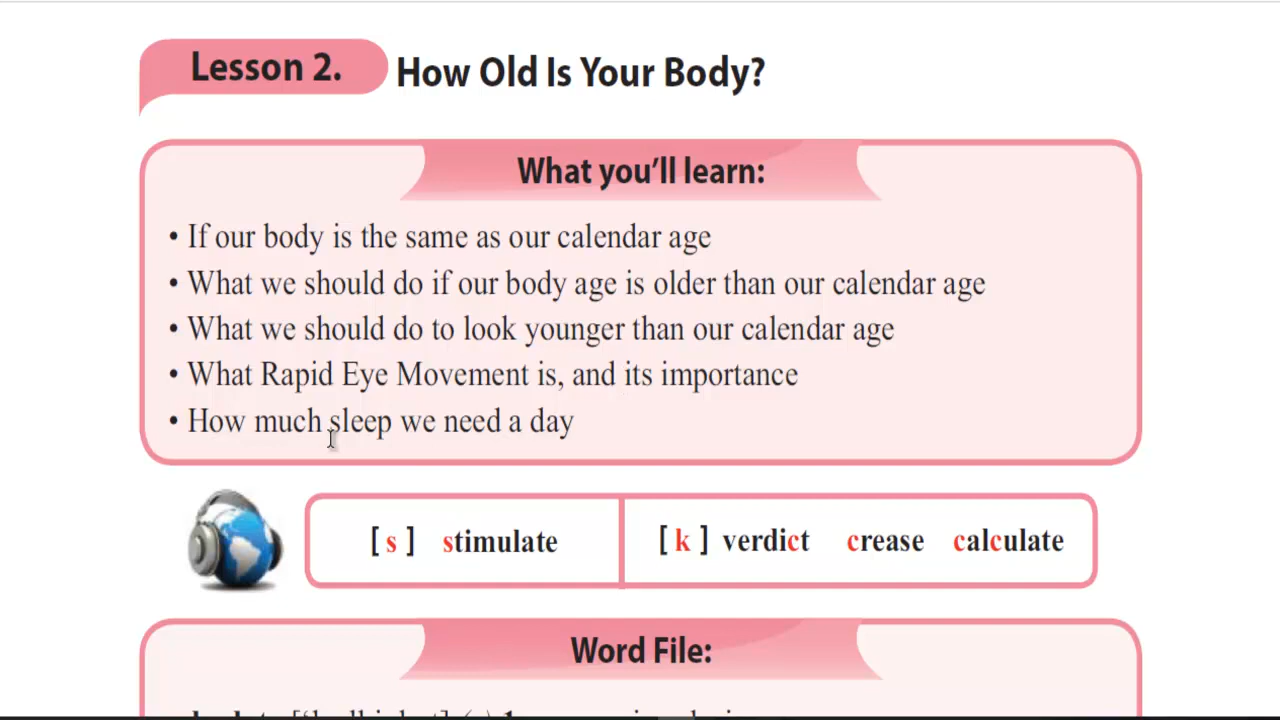 Lesson 2.
How Old Is Your Body?
What you'll learn:
• If our body is the same as our calendar age
• What we should do if our body age is older than our calendar age
• What we should do to look younger than our calendar age
• What Rapid Eye Movement is, and its importance
• How much sleep we need a day
[ s ] stimulate
[ k ] verdict crease calculate
Word File: